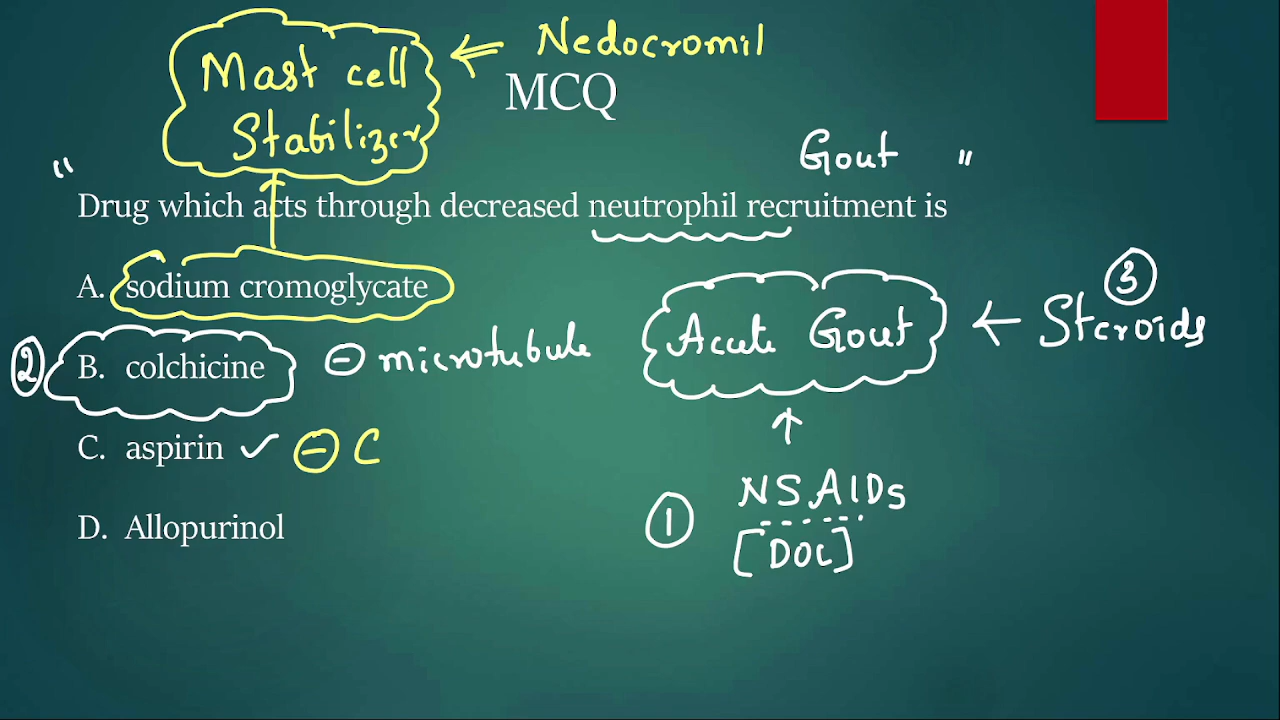 Mast cell
Stabilizer
← Nedocromil
MCQ
" Gout "
Drug which acts through decreased neutrophil recruitment is
A. sodium cromoglycate
② B. colchicine ⊖ microtubule
Acute Gout ← Steroids ③
C. aspirin ✓ ⊖ C
① NSAIDs
[DOC]
D. Allopurinol